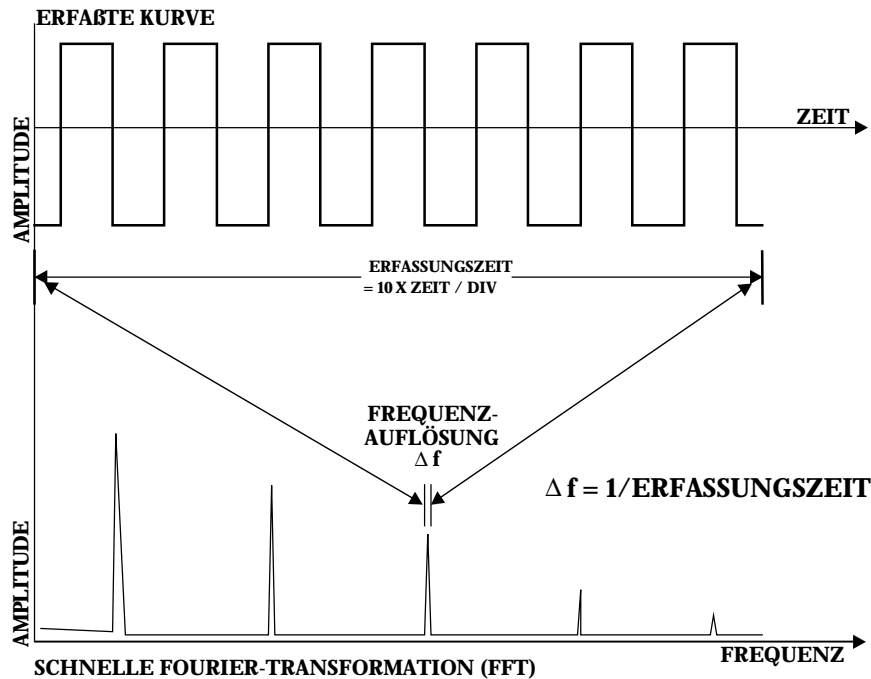 ERFAßTE KURVE
ZEIT
AMPLITUDE
ERFASSUNGSZEIT
= 10 X ZEIT / DIV
FREQUENZ-
AUFLÖSUNG
Δ f
Δ f = 1/ERFASSUNGSZEIT
AMPLITUDE
FREQUENZ
SCHNELLE FOURIER-TRANSFORMATION (FFT)